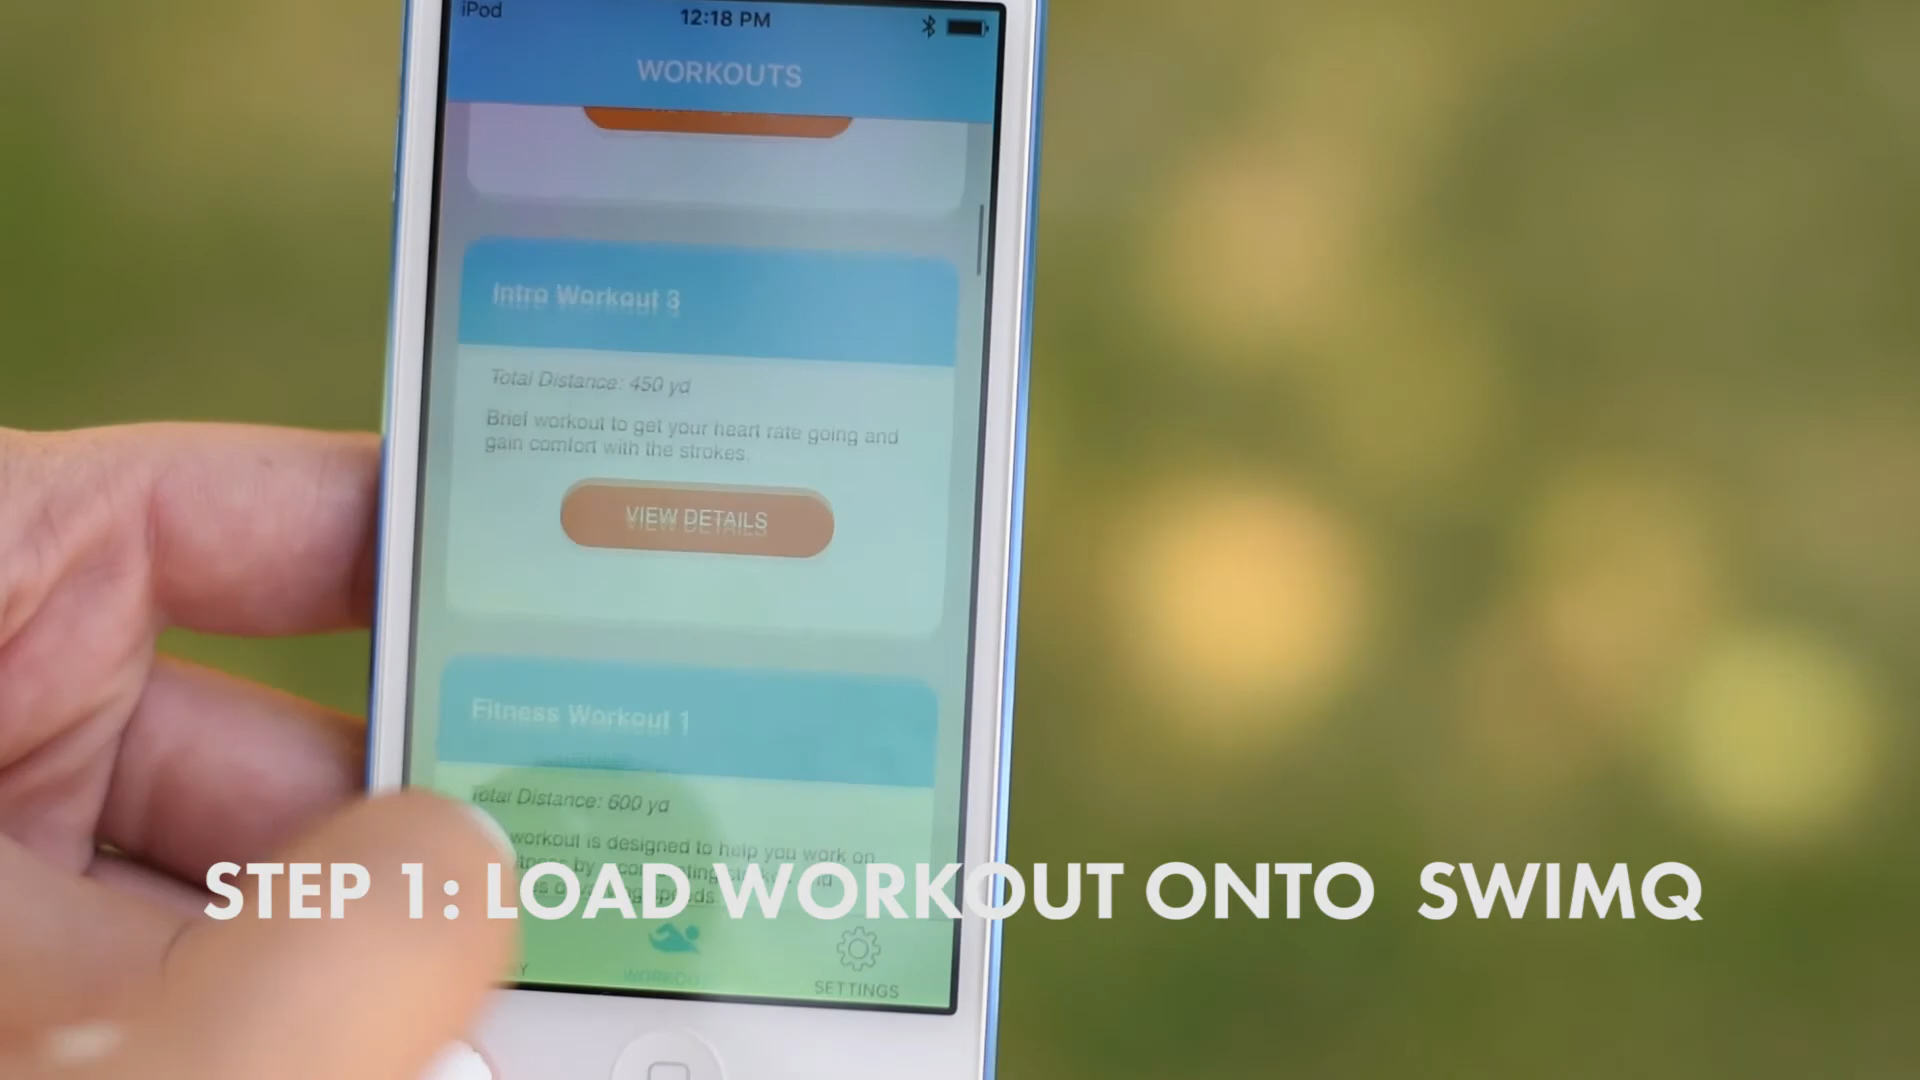 iPod 12:18 PM
WORKOUTS
Intro Workout 3
Total Distance: 450 yd
Brief workout to get your heart rate going and
gain comfort with the strokes.
VIEW DETAILS
Fitness Workout 1
Total Distance: 600 yd
workout is designed to help you work on
by
STEP 1: LOAD WORKOUT ONTO SWIMQ
SETTINGS